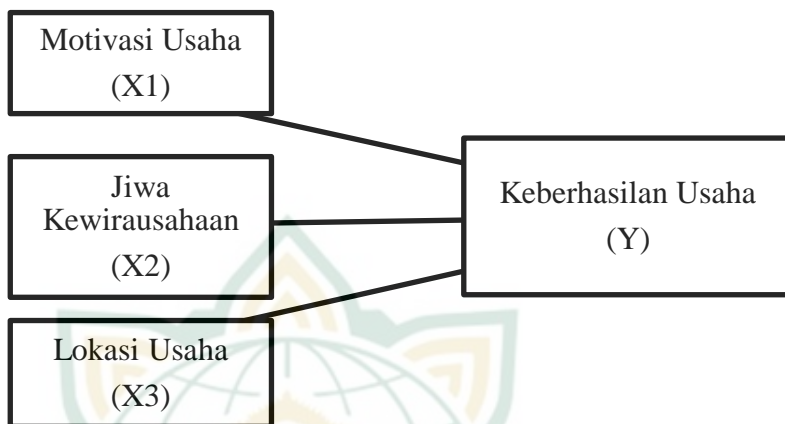 Motivasi Usaha
(X1)
Jiwa
Kewirausahaan
(X2)
Lokasi Usaha
(X3)
Keberhasilan Usaha
(Y)